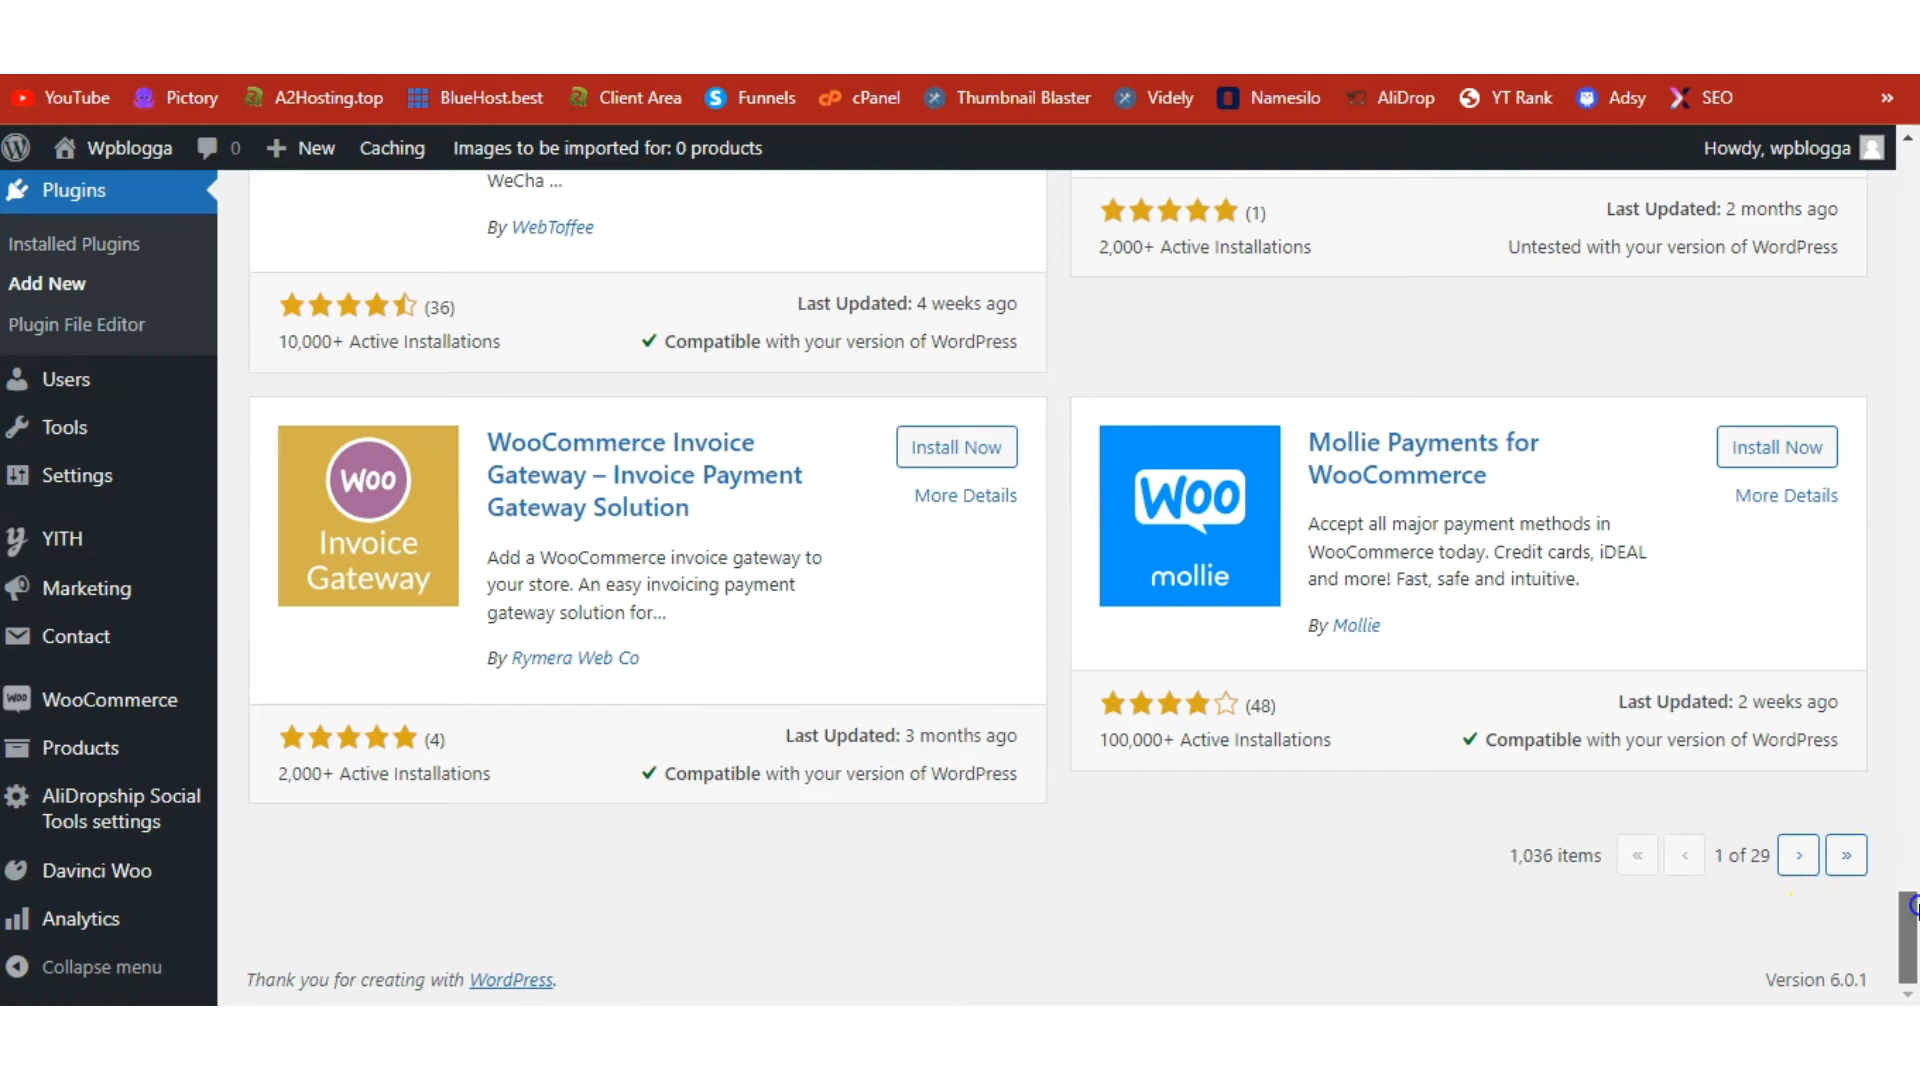 YouTube Pictory A2Hosting.top BlueHost.best Client Area Funnels cPanel Thumbnail Blaster Videly Namesilo AliDrop YT Rank Adsy SEO »
Wpblogga 0 + New Caching Images to be imported for: 0 products Howdy, wpblogga
Plugins
Installed Plugins
Add New
Plugin File Editor
Users
Tools
Settings
YITH
Marketing
Contact
WooCommerce
Products
AliDropship Social
Tools settings
Davinci Woo
Analytics
Collapse menu
WeCha ...
By WebToffee
(36)
Last Updated: 4 weeks ago
10,000+ Active Installations
✔ Compatible with your version of WordPress
(1)
Last Updated: 2 months ago
2,000+ Active Installations
Untested with your version of WordPress
WOO
Invoice
Gateway
WooCommerce Invoice
Gateway – Invoice Payment
Gateway Solution
Install Now
More Details
Add a WooCommerce invoice gateway to
your store. An easy invoicing payment
gateway solution for...
By Rymera Web Co
(4)
Last Updated: 3 months ago
2,000+ Active Installations
✔ Compatible with your version of WordPress
WOO
mollie
Mollie Payments for
WooCommerce
Install Now
More Details
Accept all major payment methods in
WooCommerce today. Credit cards, iDEAL
and more! Fast, safe and intuitive.
By Mollie
(48)
Last Updated: 2 weeks ago
100,000+ Active Installations
✔ Compatible with your version of WordPress
1,036 items « ‹ 1 of 29 › »
Thank you for creating with WordPress.
Version 6.0.1